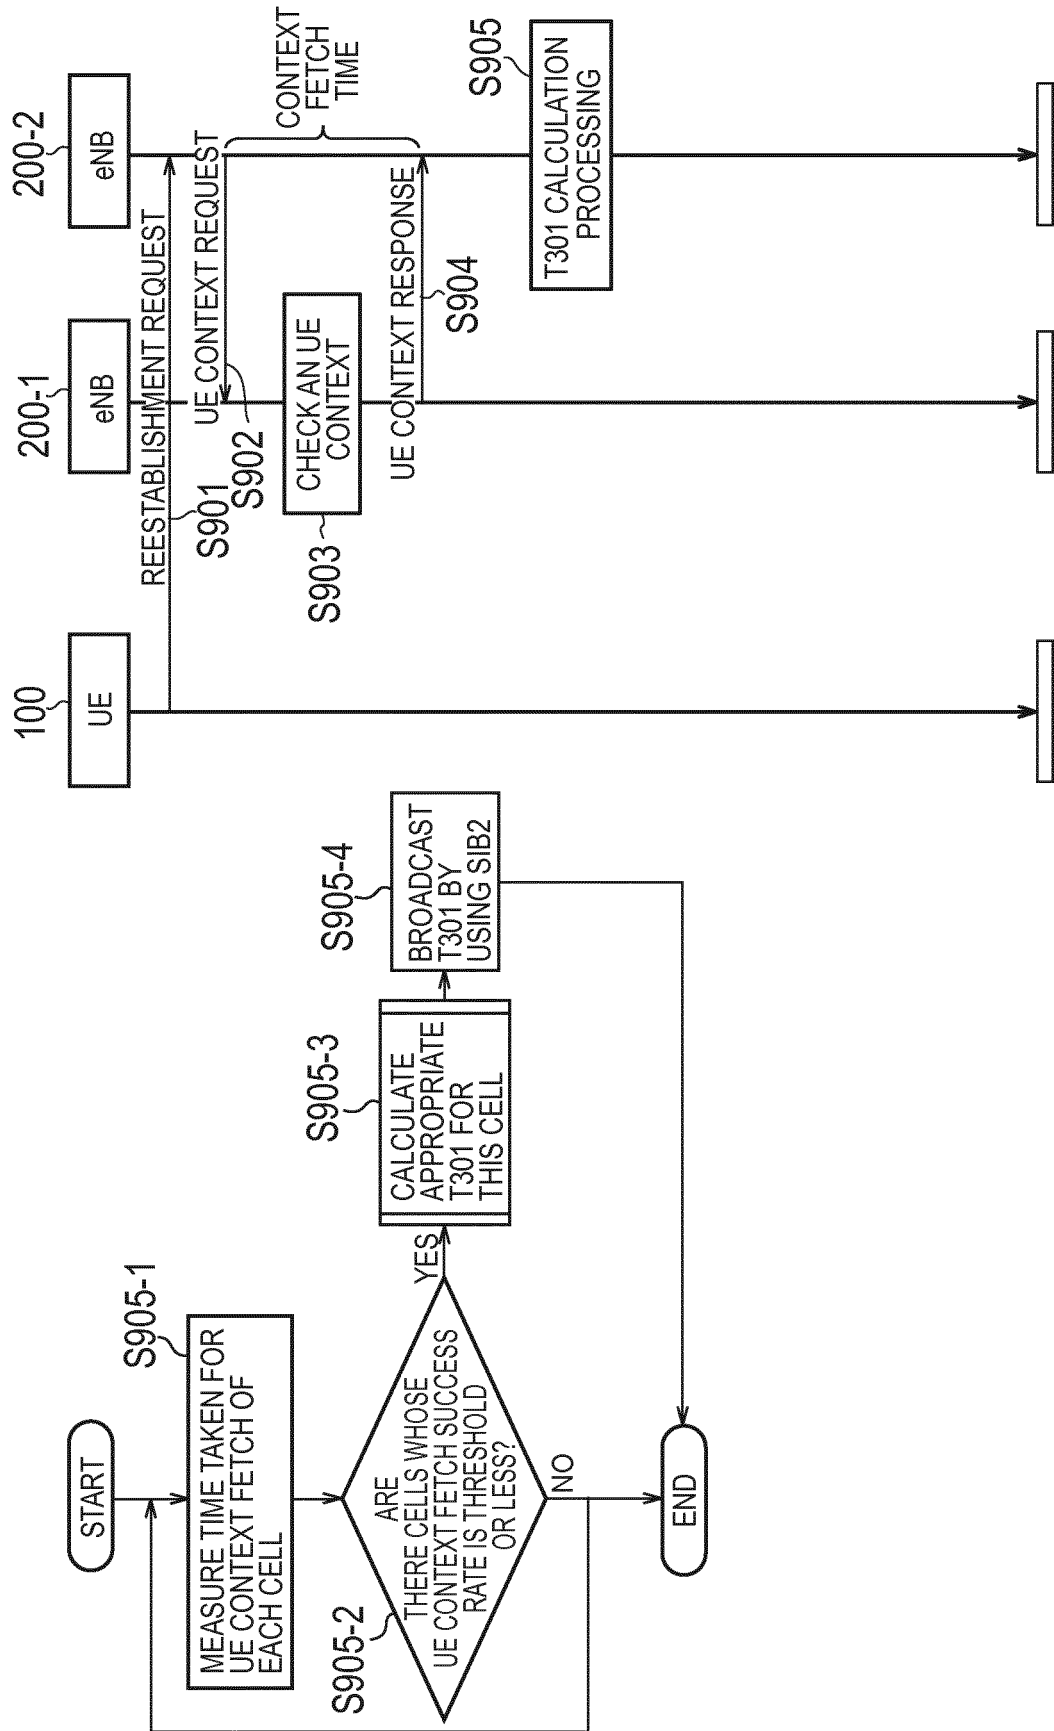 100
UE
200-1
eNB
200-2
eNB
REESTABLISHMENT REQUEST
S901
UE CONTEXT REQUEST
S902
CONTEXT
FETCH
TIME
CHECK AN UE
CONTEXT
S903
UE CONTEXT RESPONSE
S904
S905
T301 CALCULATION
PROCESSING
START
S905-1
MEASURE TIME TAKEN FOR
UE CONTEXT FETCH OF
EACH CELL
S905-2
ARE
THERE CELLS WHOSE
UE CONTEXT FETCH SUCCESS
RATE IS THRESHOLD
OR LESS?
YES
NO
S905-3
CALCULATE
APPROPRIATE
T301 FOR
THIS CELL
S905-4
BROADCAST
T301 BY
USING SIB2
END